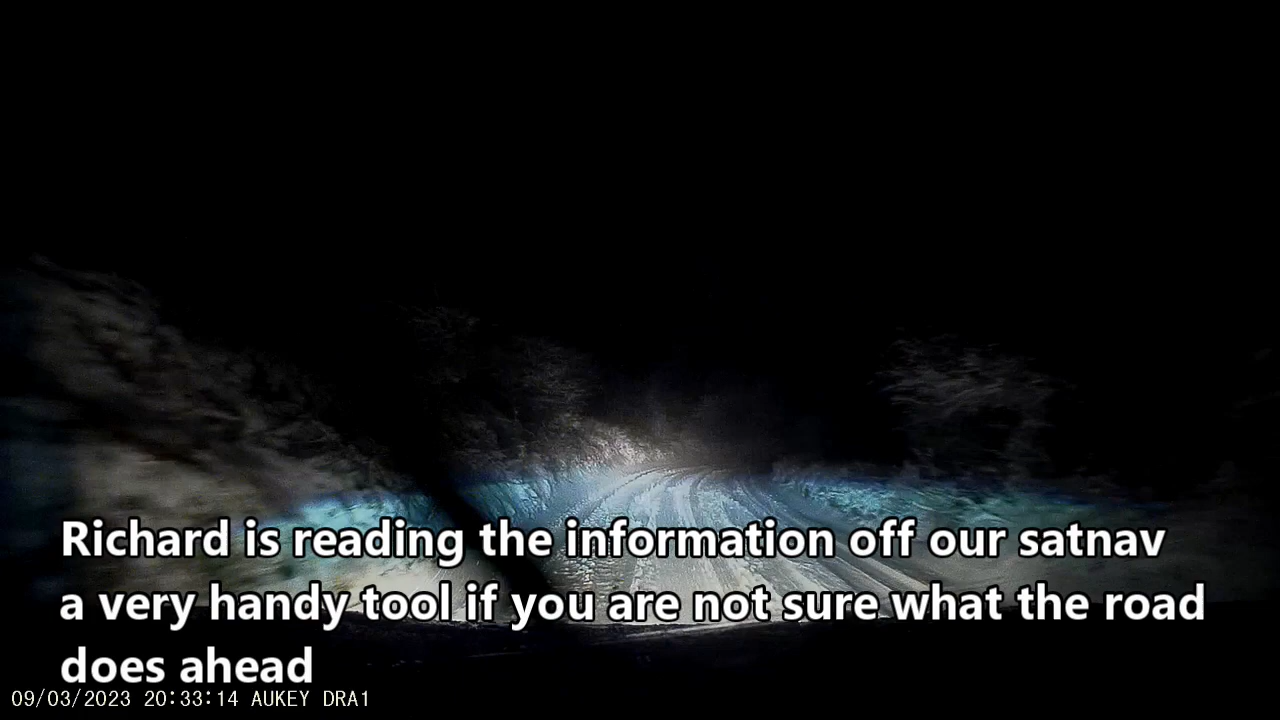 Richard is reading the information off our satnav
a very handy tool if you are not sure what the road
does ahead
09/03/2023 20:33:14 AUKEY DRA1